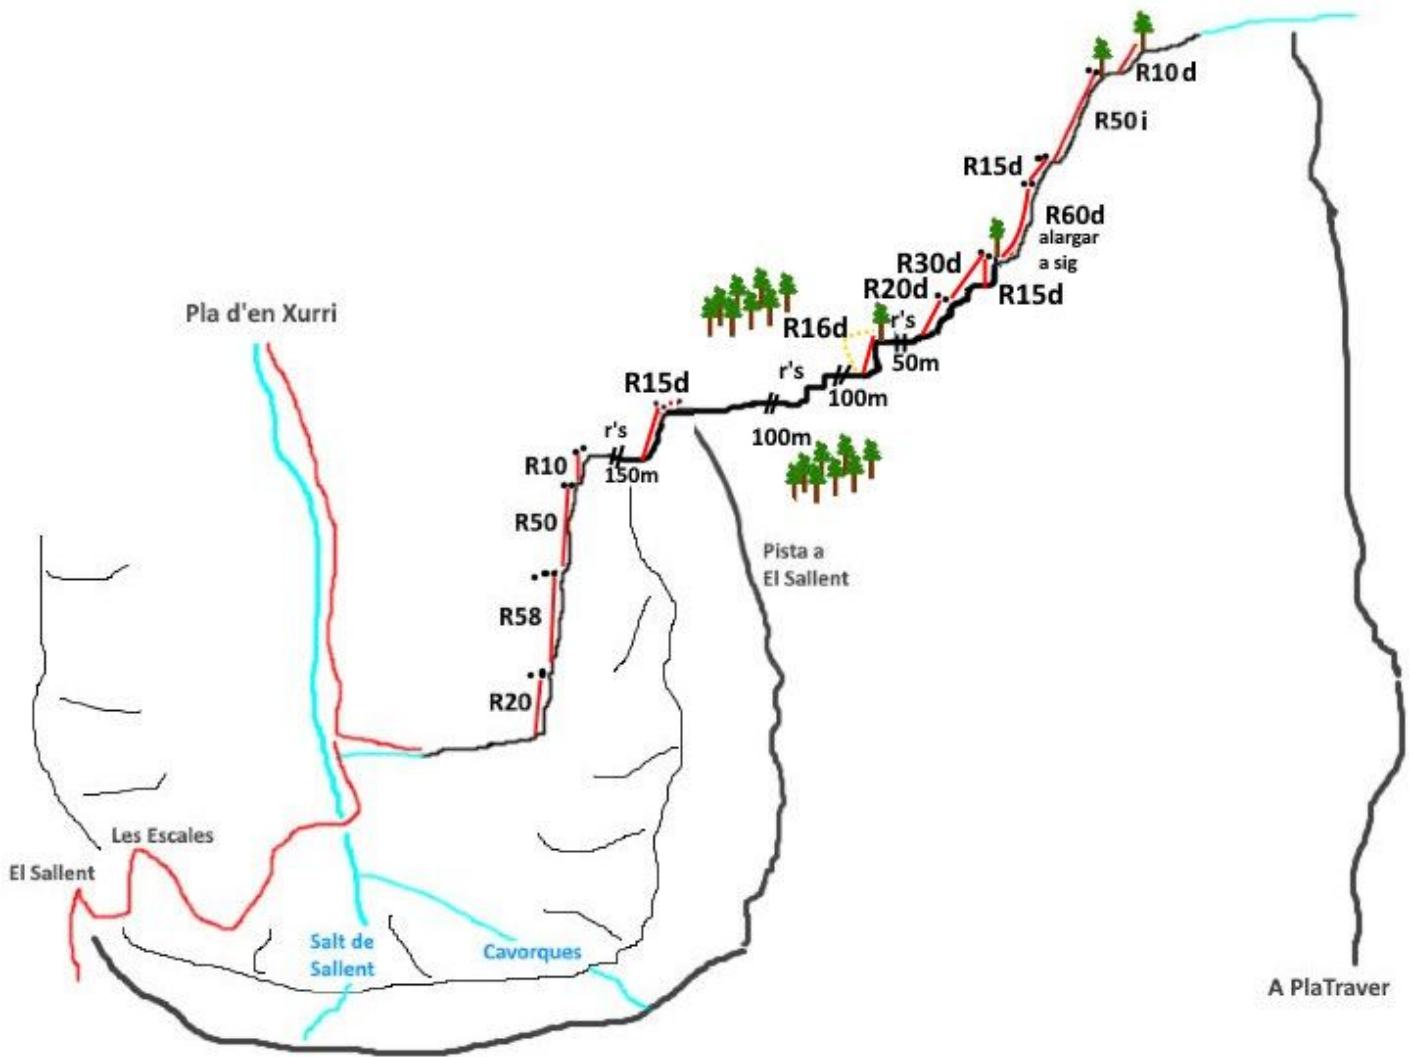 R10 d
R50 i
R15d
R60d
alargar
a sig
R30d
R20d
R15d
Pla d'en Xurri
R16d
r's
50m
r's
100m
R15d
100m
r's
R10
150m
R50
Pista a
El Sallent
R58
R20
Les Escales
El Sallent
Salt de
Sallent
Cavorques
A PlaTraver